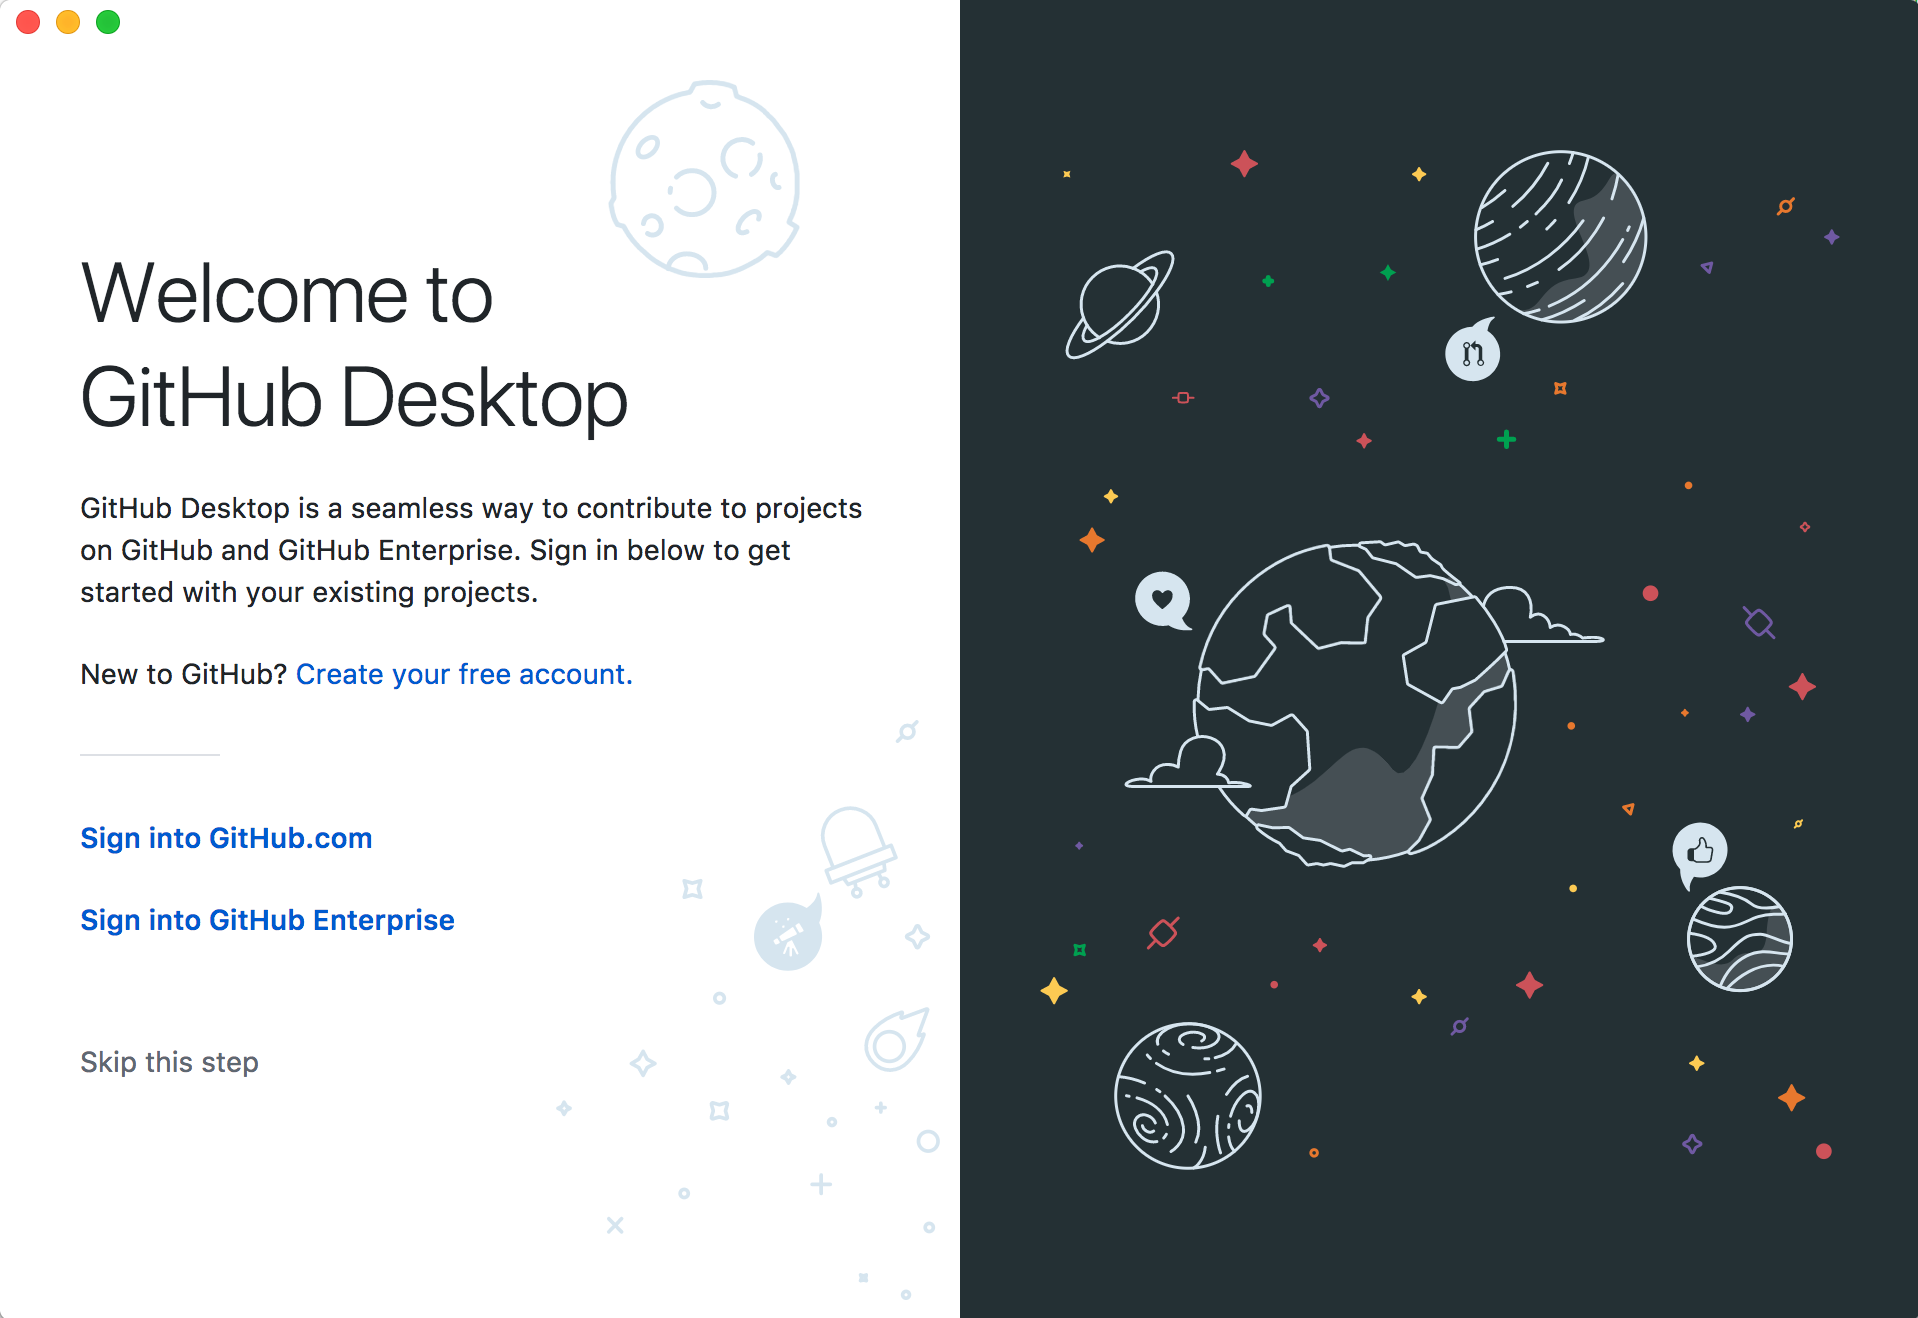 Welcome to
GitHub Desktop
GitHub Desktop is a seamless way to contribute to projects
on GitHub and GitHub Enterprise. Sign in below to get
started with your existing projects.
New to GitHub? Create your free account.
Sign into GitHub.com
Sign into GitHub Enterprise
Skip this step